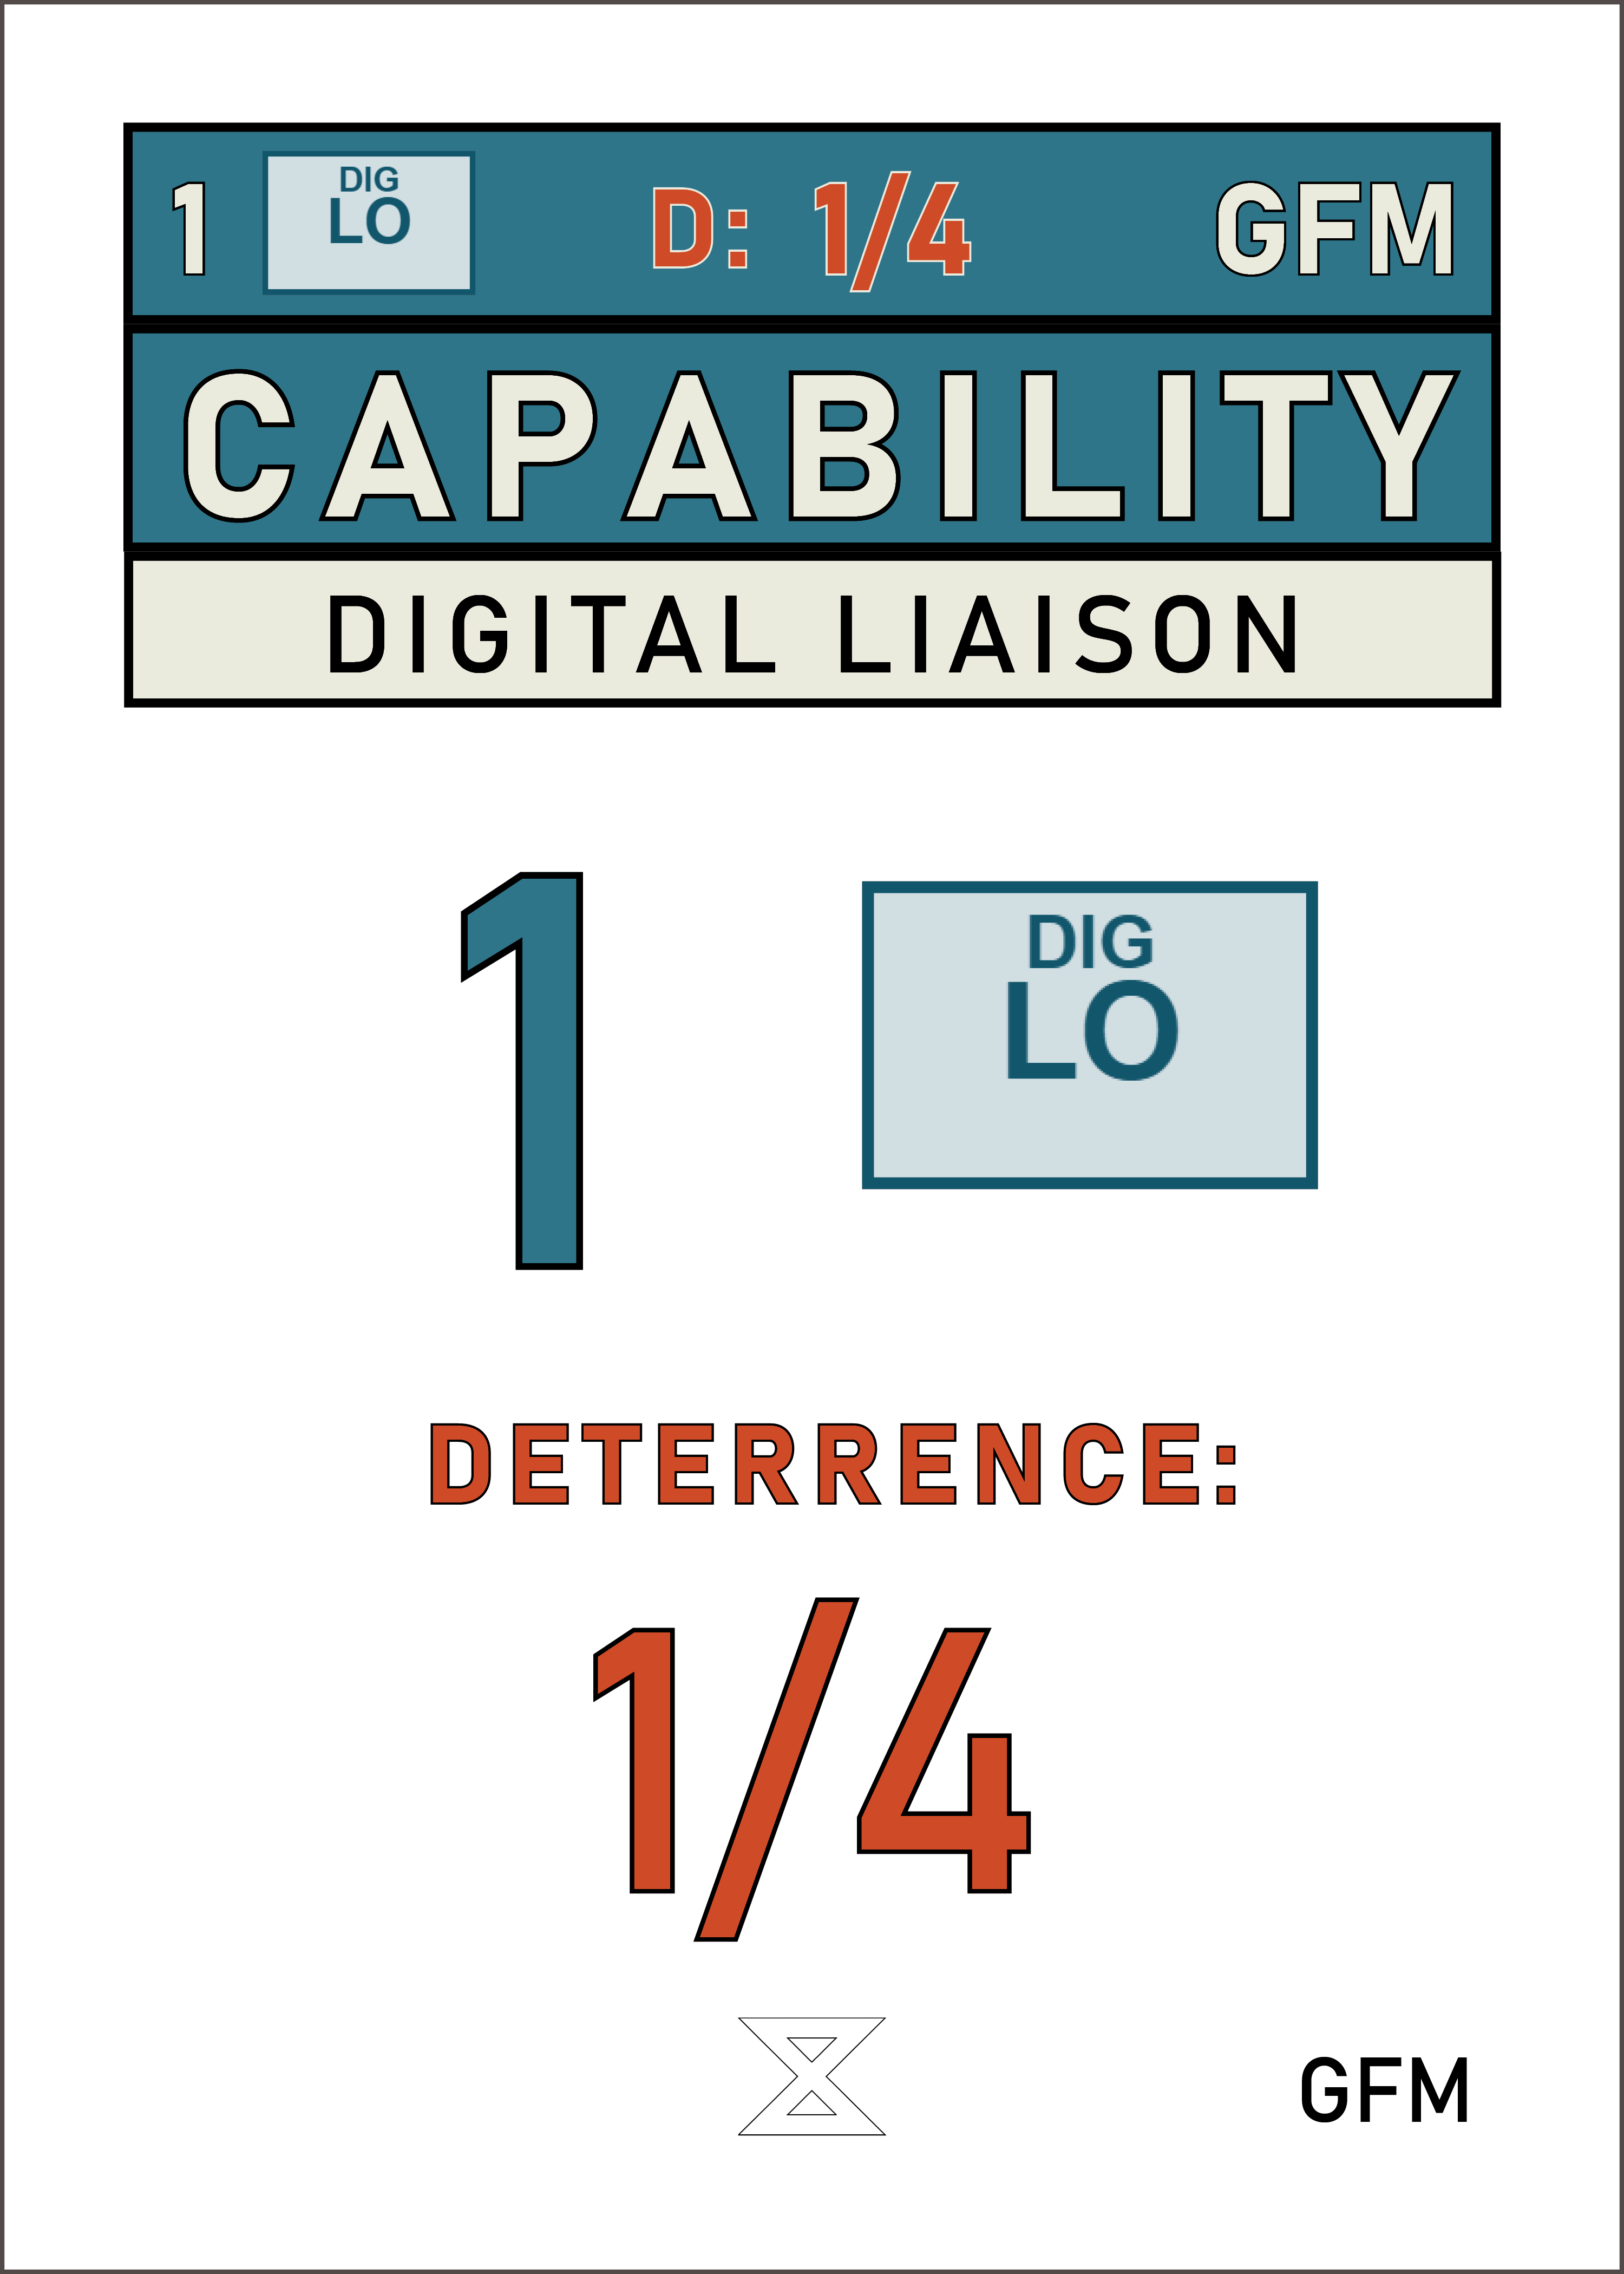 1 DIG LO D: 1/4 GFM
CAPABILITY
DIGITAL LIAISON
1 DIG
LO
DETERRENCE:
1/4
GFM